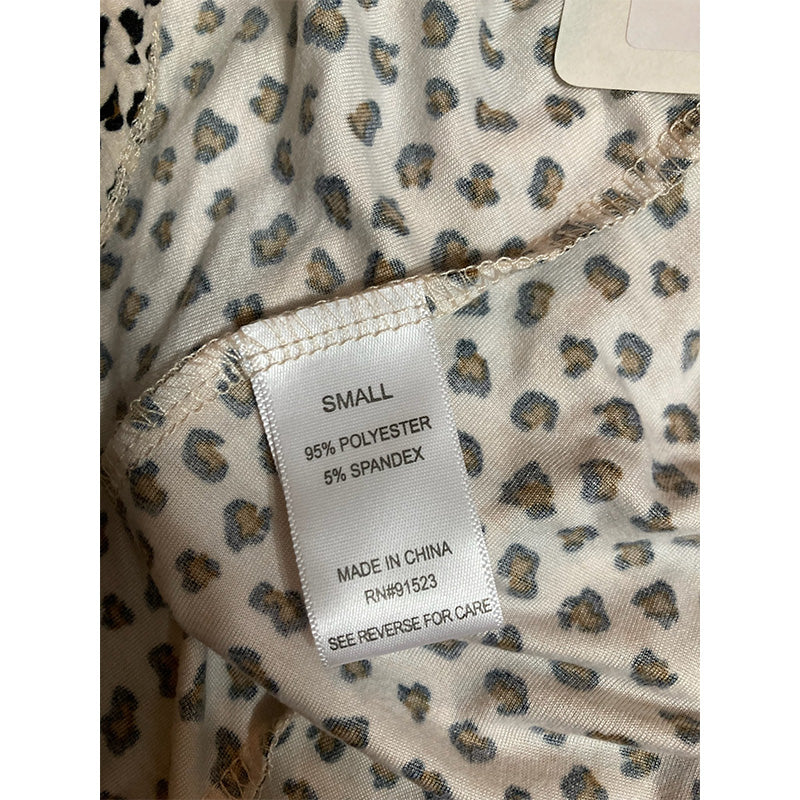 SMALL
95% POLYESTER
5% SPANDEX
MADE IN CHINA
RN#91523
SEE REVERSE FOR CARE